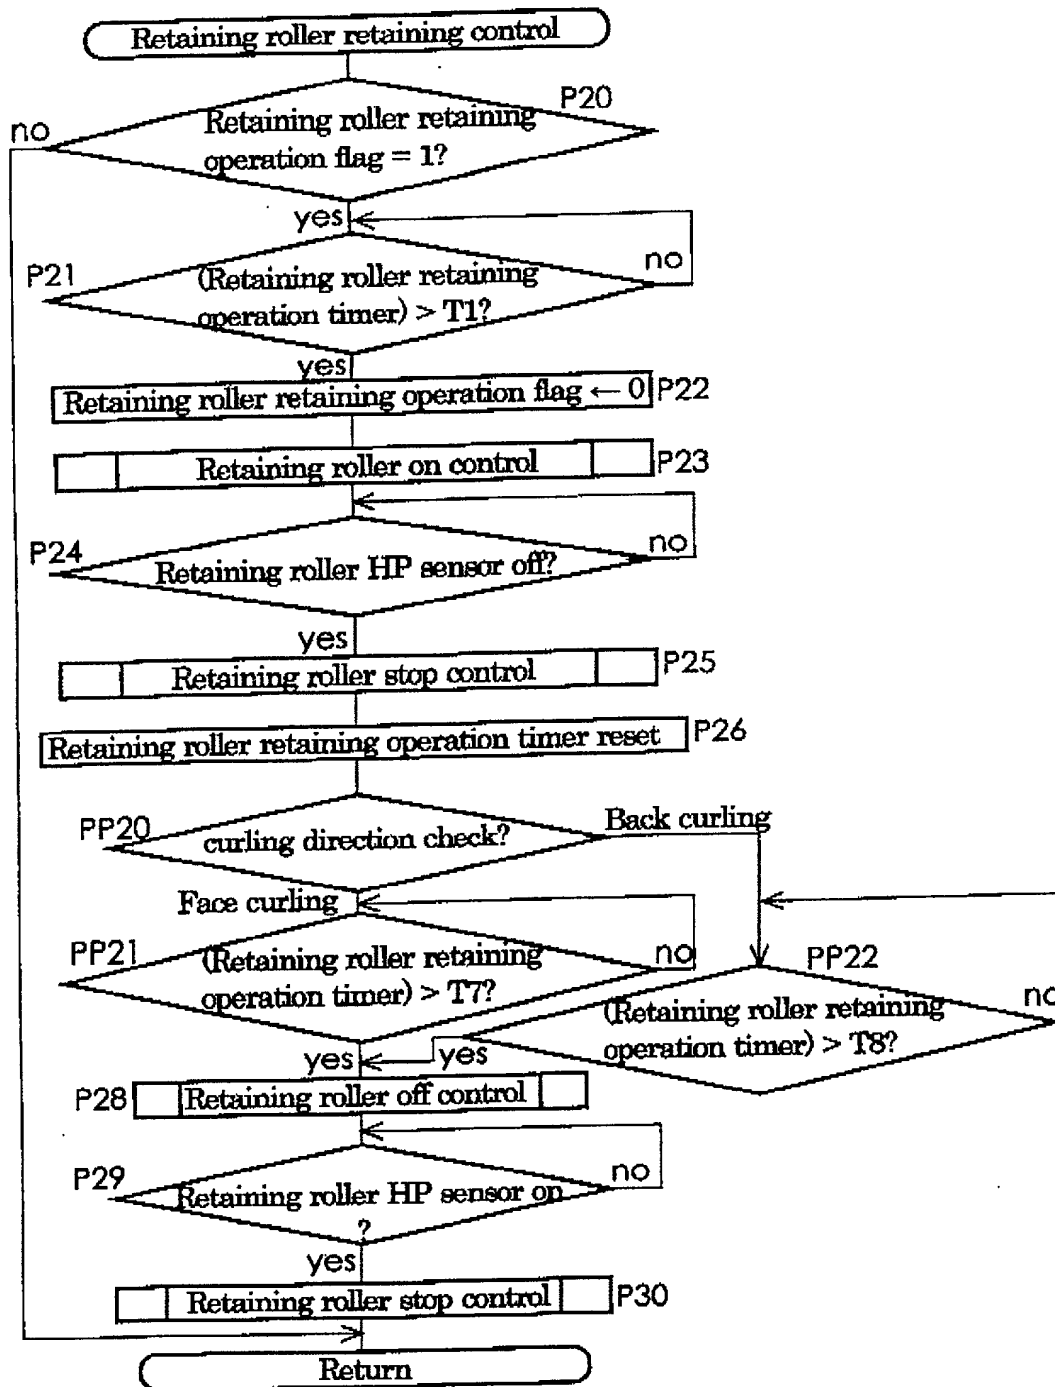 Retaining roller retaining control
P20
no
Retaining roller retaining
operation flag = 1?
yes
P21
(Retaining roller retaining
operation timer) > T1?
no
yes
Retaining roller retaining operation flag ← 0
P22
Retaining roller on control
P23
P24
Retaining roller HP sensor off?
no
yes
Retaining roller stop control
P25
Retaining roller retaining operation timer reset
P26
PP20
curling direction check?
Back curling
Face curling
PP21
(Retaining roller retaining
operation timer) > T7?
no
PP22
(Retaining roller retaining
operation timer) > T8?
no
yes
yes
P28
Retaining roller off control
P29
Retaining roller HP sensor on
?
no
yes
Retaining roller stop control
P30
Return